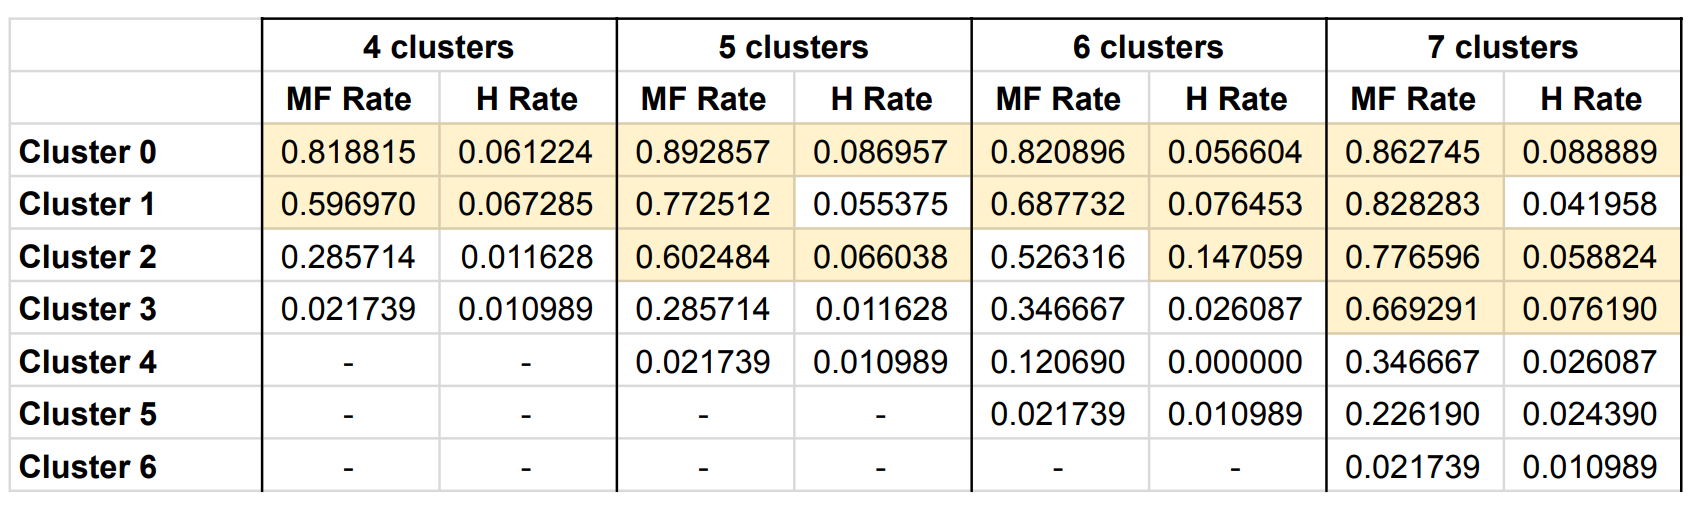 4 clusters 5 clusters 6 clusters 7 clusters
MF Rate H Rate MF Rate H Rate MF Rate H Rate MF Rate H Rate
Cluster 0 0.818815 0.061224 0.892857 0.086957 0.820896 0.056604 0.862745 0.088889
Cluster 1 0.596970 0.067285 0.772512 0.055375 0.687732 0.076453 0.828283 0.041958
Cluster 2 0.285714 0.011628 0.602484 0.066038 0.526316 0.147059 0.776596 0.058824
Cluster 3 0.021739 0.010989 0.285714 0.011628 0.346667 0.026087 0.669291 0.076190
Cluster 4 - - 0.021739 0.010989 0.120690 0.000000 0.346667 0.026087
Cluster 5 - - - - 0.021739 0.010989 0.226190 0.024390
Cluster 6 - - - - - - 0.021739 0.010989